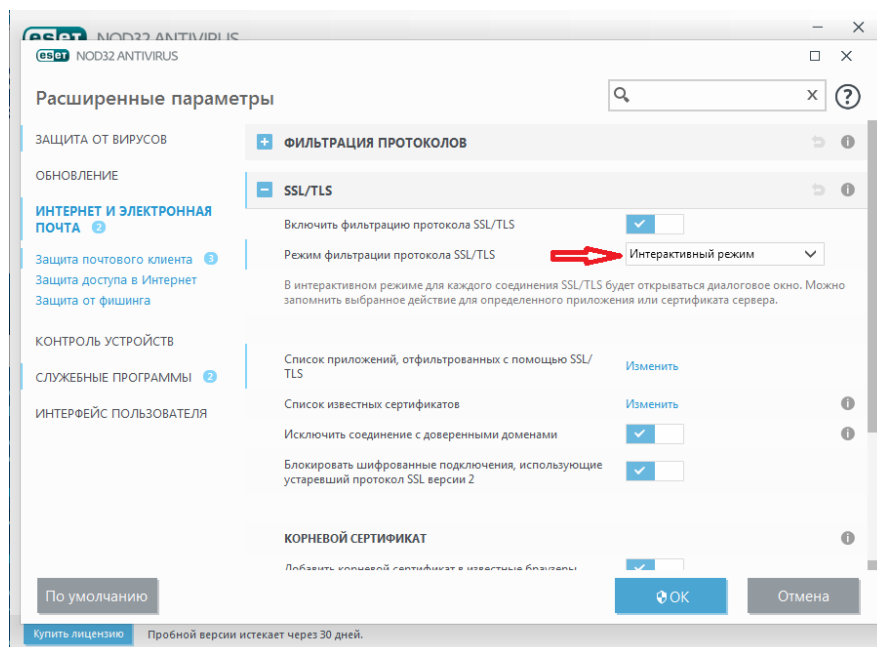 eset NOD32 ANTIVIRUS
eset NOD32 ANTIVIRUS
Расширенные параметры
x
?
ЗАЩИТА ОТ ВИРУСОВ
ОБНОВЛЕНИЕ
ИНТЕРНЕТ И ЭЛЕКТРОННАЯ
ПОЧТА 2
Защита почтового клиента 3
Защита доступа в Интернет
Защита от фишинга
КОНТРОЛЬ УСТРОЙСТВ
СЛУЖЕБНЫЕ ПРОГРАММЫ 2
ИНТЕРФЕЙС ПОЛЬЗОВАТЕЛЯ
ФИЛЬТРАЦИЯ ПРОТОКОЛОВ
SSL/TLS
Включить фильтрацию протокола SSL/TLS
Режим фильтрации протокола SSL/TLS
Интерактивный режим
В интерактивном режиме для каждого соединения SSL/TLS будет открываться диалоговое окно. Можно
запомнить выбранное действие для определенного приложения или сертификата сервера.
Список приложений, отфильтрованных с помощью SSL/
TLS
Изменить
Список известных сертификатов
Изменить
Исключить соединение с доверенными доменами
Блокировать шифрованные подключения, использующие
устаревший протокол SSL версии 2
КОРНЕВОЙ СЕРТИФИКАТ
Добавить корневой сертификат в известные браузеры
По умолчанию
OK
Отмена
Купить лицензию
Пробной версии истекает через 30 дней.